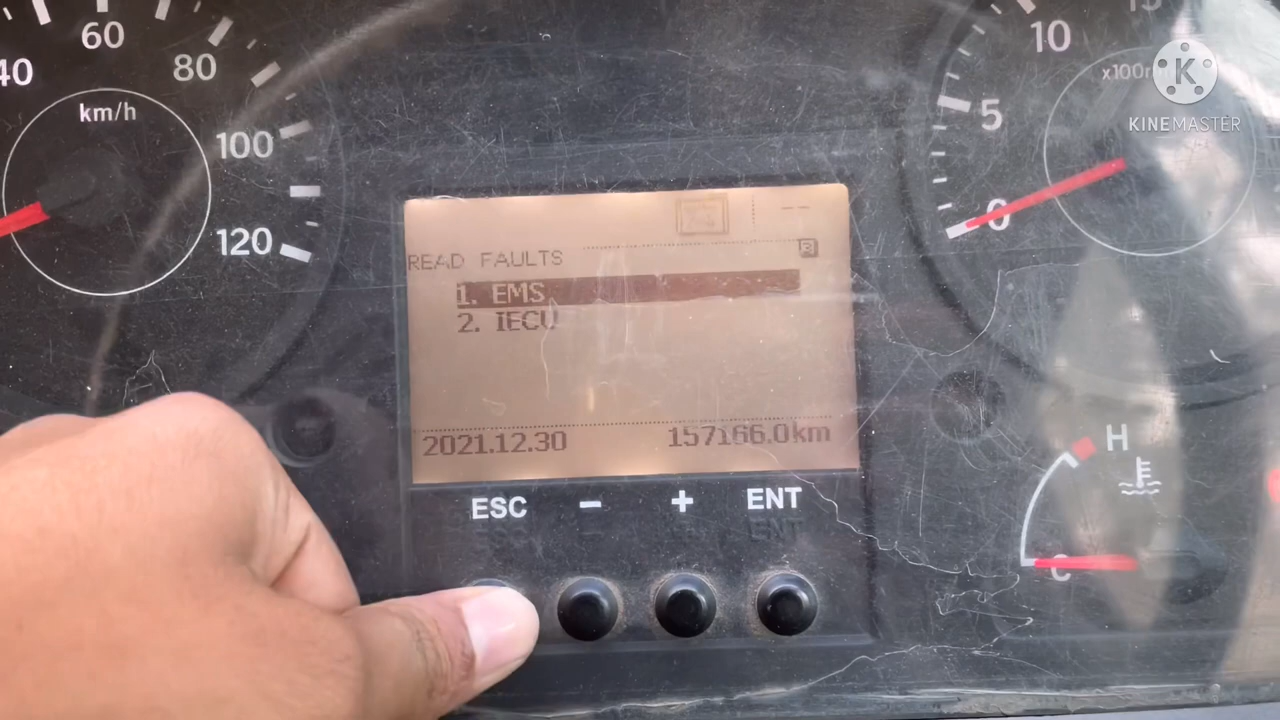 60
40
80
km/h
100
120
10
15
x100r
5
0
K
KINEMASTER
READ FAULTS
1. EMS
2. IECU
2021.12.30
157166.0km
ESC
-
+
ENT
H
C